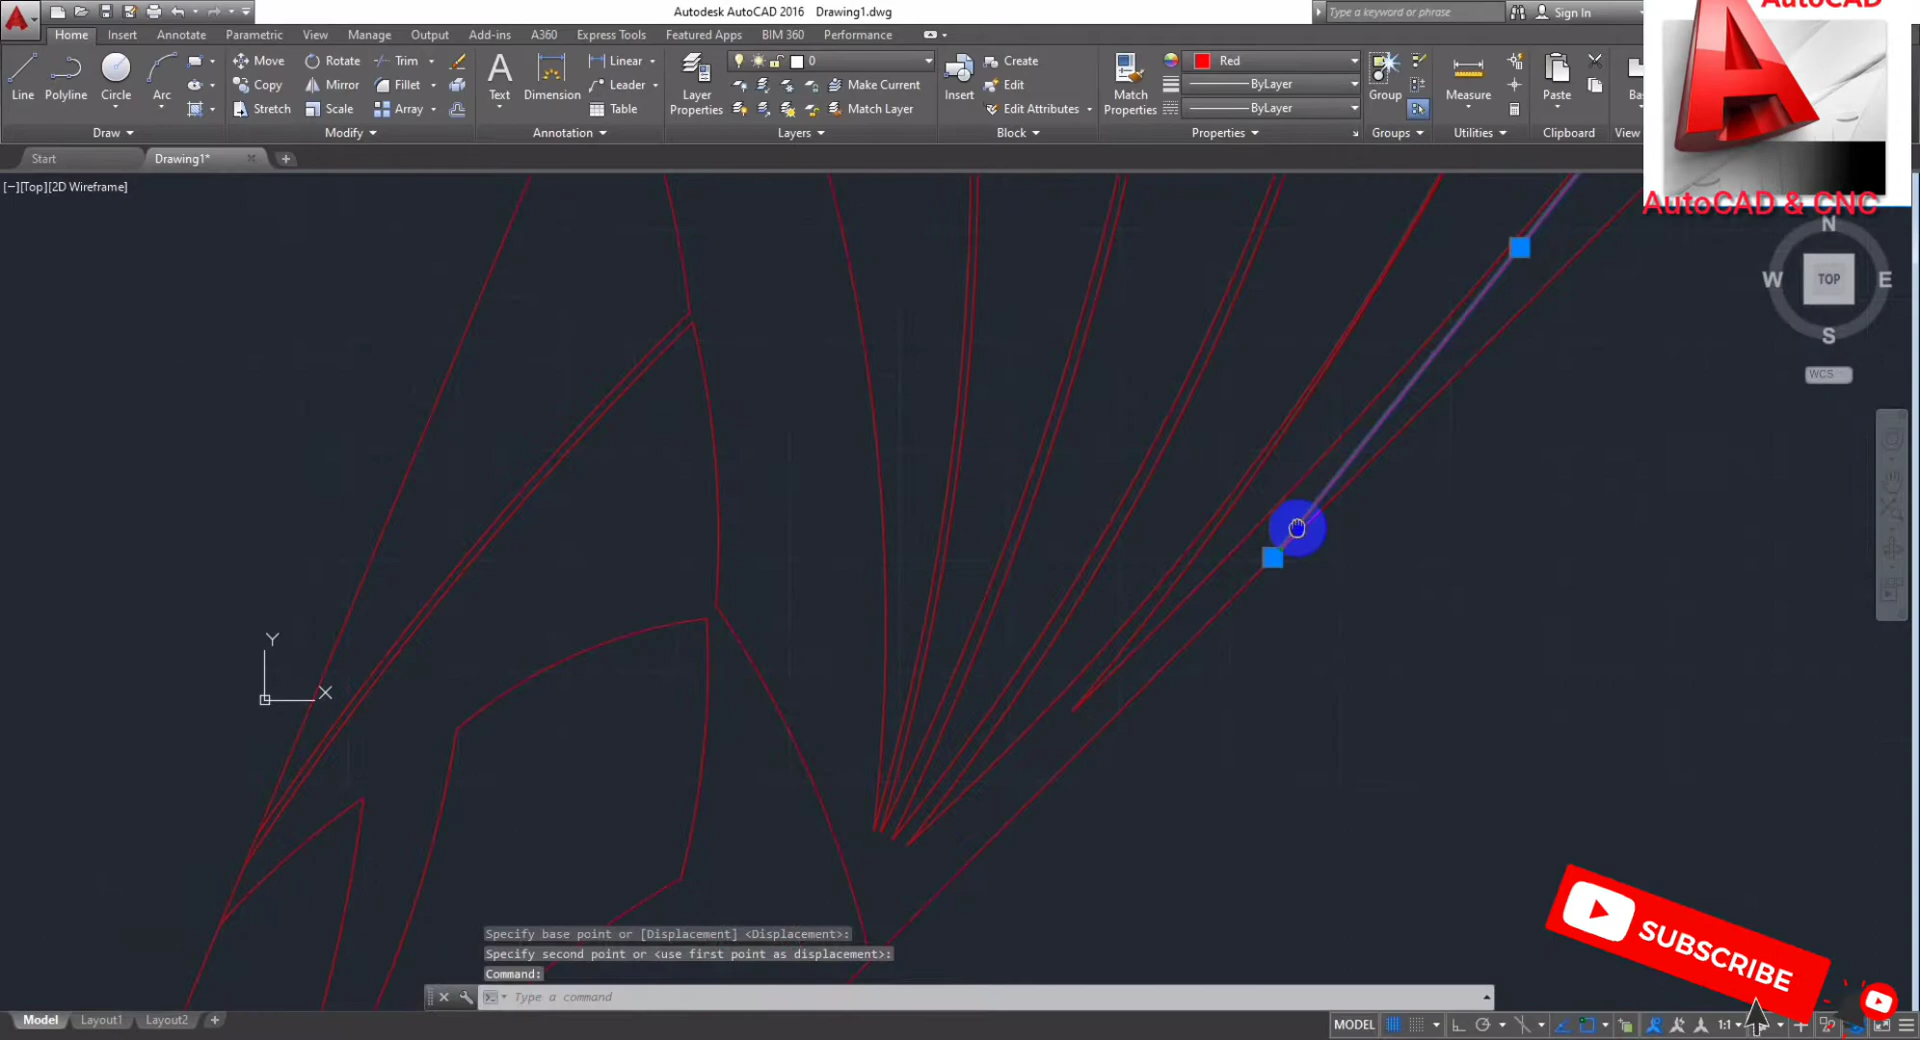 Autodesk AutoCAD 2016 Drawing1.dwg
Type a keyword or phrase
Sign In
Home Insert Annotate Parametric View Manage Output Add-ins A360 Express Tools Featured Apps BIM 360 Performance
Line
Polyline
Circle
Arc
Move
Copy
Stretch
Rotate
Mirror
Scale
Trim
Fillet
Array
Text
Dimension
Linear
Leader
Table
Layer
Properties
0
Make Current
Match Layer
Insert
Create
Edit
Edit Attributes
Match
Properties
Red
ByLayer
ByLayer
Group
Measure
Paste
Draw
Modify
Annotation
Layers
Block
Properties
Groups
Utilities
Clipboard
View
AutoCAD
AutoCAD & CNC
Start
Drawing1*
[−][Top][2D Wireframe]
N
W
TOP
E
S
WCS
Y
X
Specify base point or [Displacement] <Displacement>:
Specify second point or <use first point as displacement>:
Command:
Type a command
SUBSCRIBE
Model Layout1 Layout2
MODEL
1:1